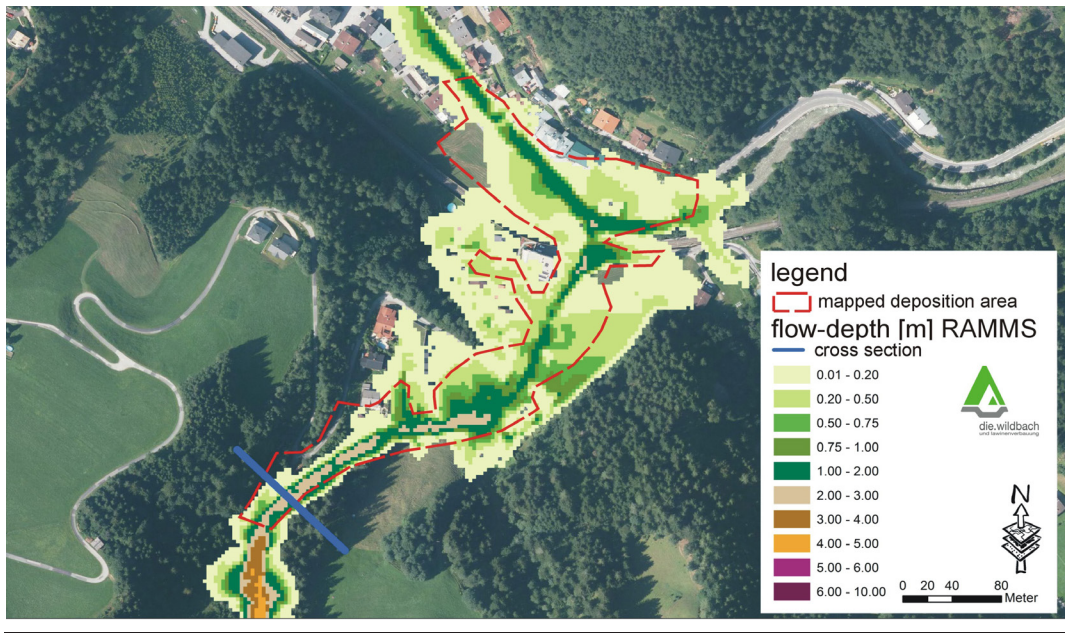 legend
mapped deposition area
flow-depth [m] RAMMS
cross section
0.01 - 0.20
0.20 - 0.50
0.50 - 0.75
0.75 - 1.00
1.00 - 2.00
2.00 - 3.00
3.00 - 4.00
4.00 - 5.00
5.00 - 6.00
6.00 - 10.00
die.wildbach
und lawinenverbauung
N
0 20 40 80
Meter